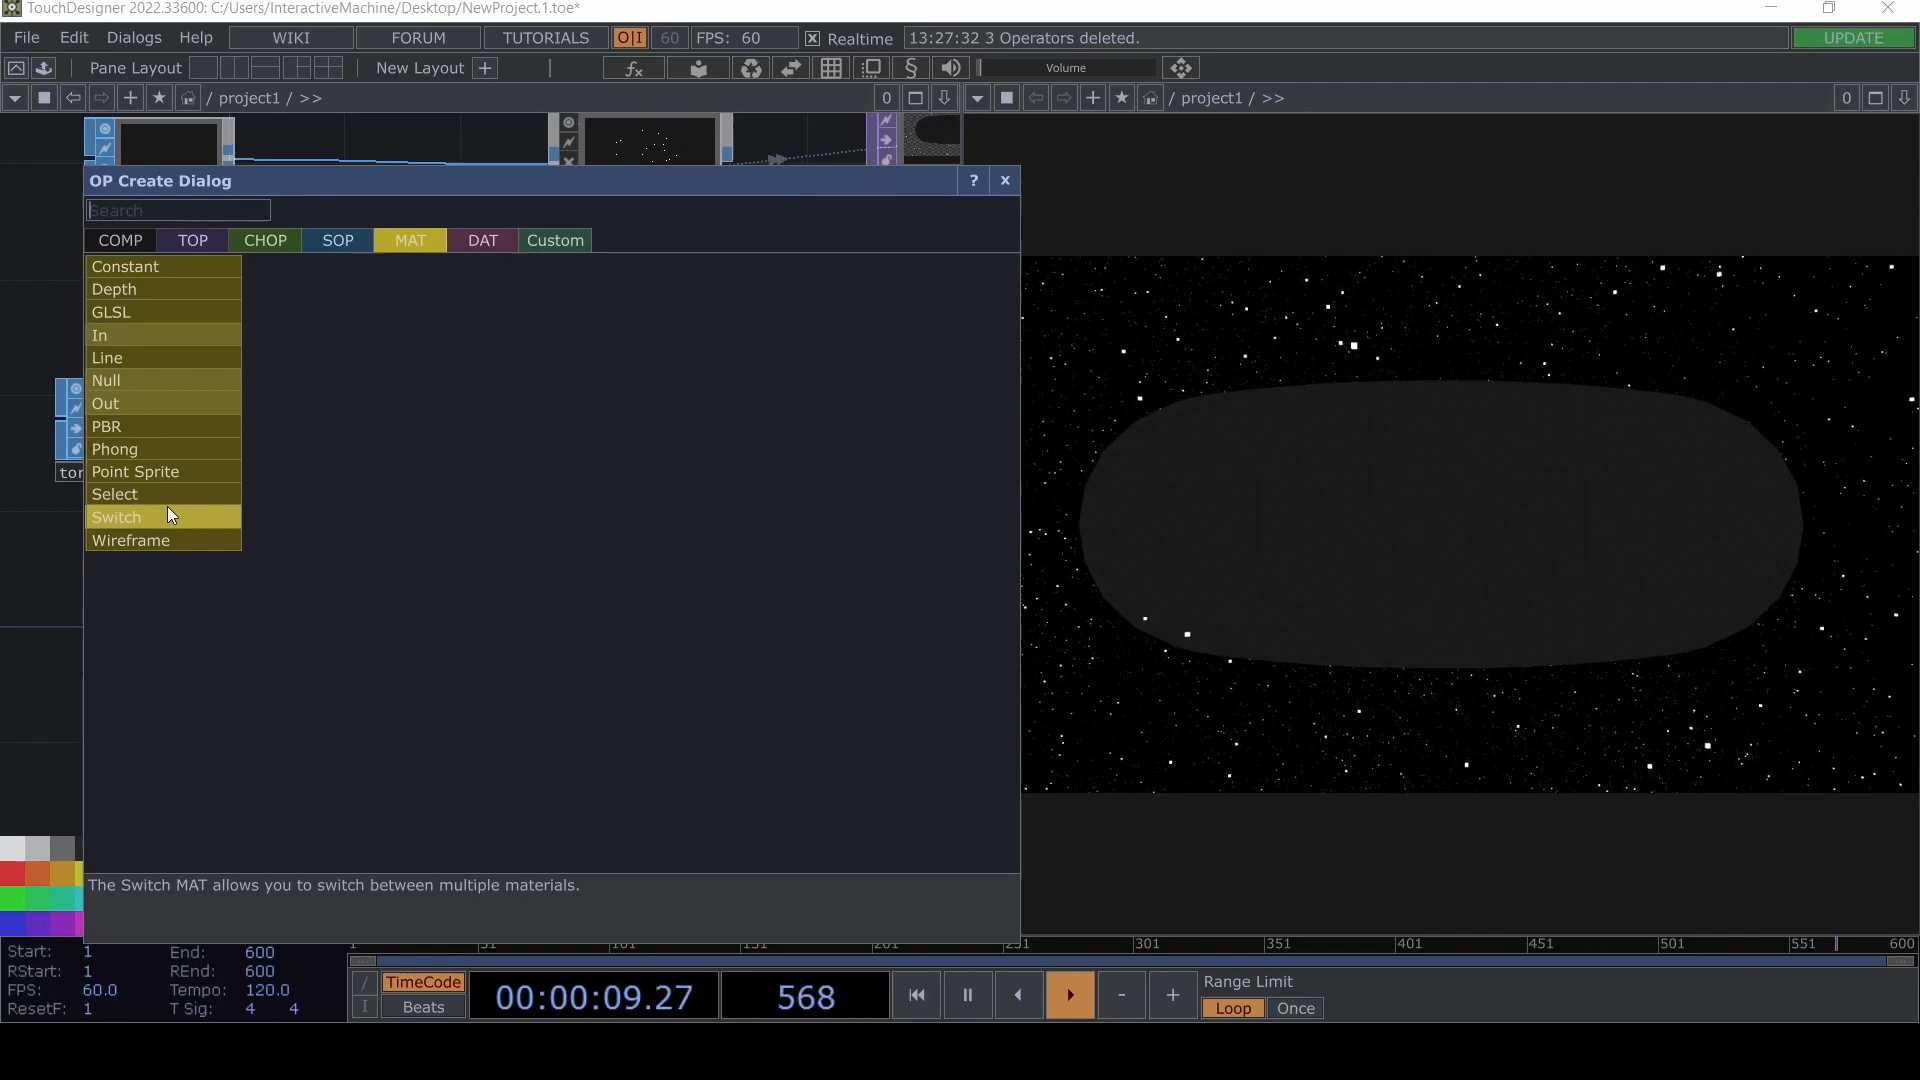 TouchDesigner 2022.33600: C:/Users/InteractiveMachine/Desktop/NewProject.1.toe*
File Edit Dialogs Help WIKI FORUM TUTORIALS O|I 60 FPS: 60 Realtime 13:27:32 3 Operators deleted. UPDATE
Pane Layout New Layout + fx § Volume
/ project1 / >> 0 / project1 / >> 0
OP Create Dialog ? x
Search
COMP TOP CHOP SOP MAT DAT Custom
Constant
Depth
GLSL
In
Line
Null
Out
PBR
Phong
Point Sprite
Select
Switch
Wireframe
tor
The Switch MAT allows you to switch between multiple materials.
301 351 401 451 501 551 600
Start: 1 End: 600
RStart: 1 REnd: 600
FPS: 60.0 Tempo: 120.0
ResetF: 1 T Sig: 4 4
/ TimeCode 00:00:09.27 568 - + Range Limit
I Beats Loop Once